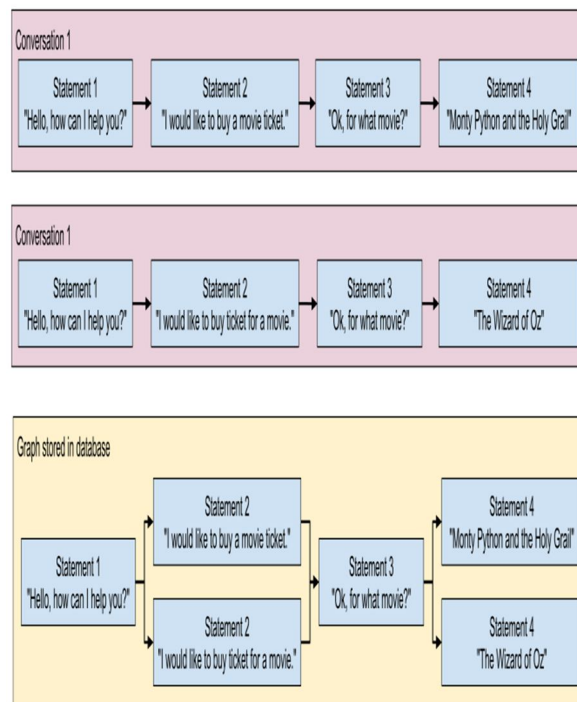 Conversation 1
Statement 1
"Hello, how can I help you?"
Statement 2
"I would like to buy a movie ticket."
Statement 3
"Ok, for what movie?"
Statement 4
"Monty Python and the Holy Grail"
Conversation 1
Statement 1
"Hello, how can I help you?"
Statement 2
"I would like to buy ticket for a movie."
Statement 3
"Ok, for what movie?"
Statement 4
"The Wizard of Oz"
Graph stored in database
Statement 1
"Hello, how can I help you?"
Statement 2
"I would like to buy a movie ticket."
Statement 2
"I would like to buy ticket for a movie."
Statement 3
"Ok, for what movie?"
Statement 4
"Monty Python and the Holy Grail"
Statement 4
"The Wizard of Oz"